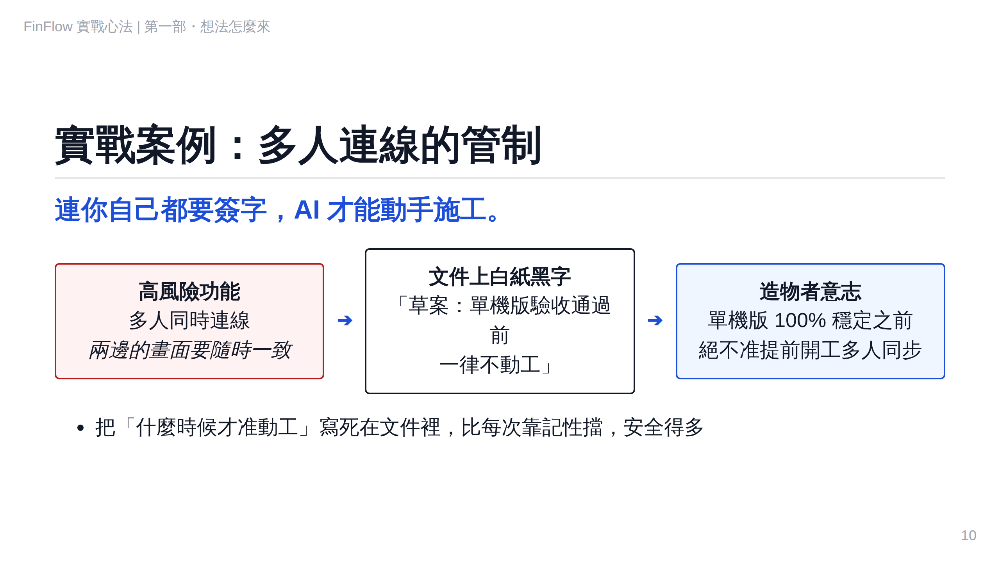 FinFlow 實戰心法 | 第一部・想法怎麼來
實戰案例：多人連線的管制
連你自己都要簽字，AI 才能動手施工。
高風險功能
多人同時連線
兩邊的畫面要隨時一致
➔
文件上白紙黑字
「草案：單機版驗收通過
前
一律不動工」
➔
造物者意志
單機版 100% 穩定之前
絕不准提前開工多人同步
• 把「什麼時候才准動工」寫死在文件裡，比每次靠記性擋，安全得多
10